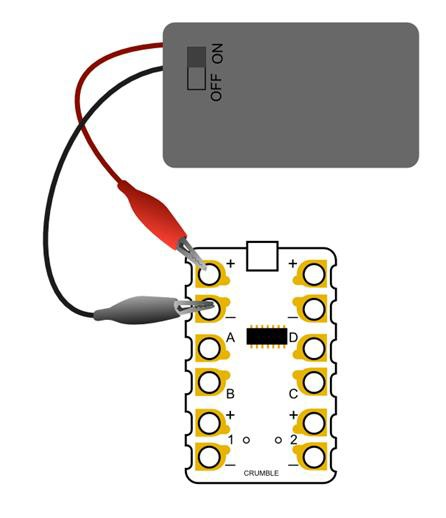 OFF ON
+ +
– –
A D
B C
+ +
1 2
– –
CRUMBLE